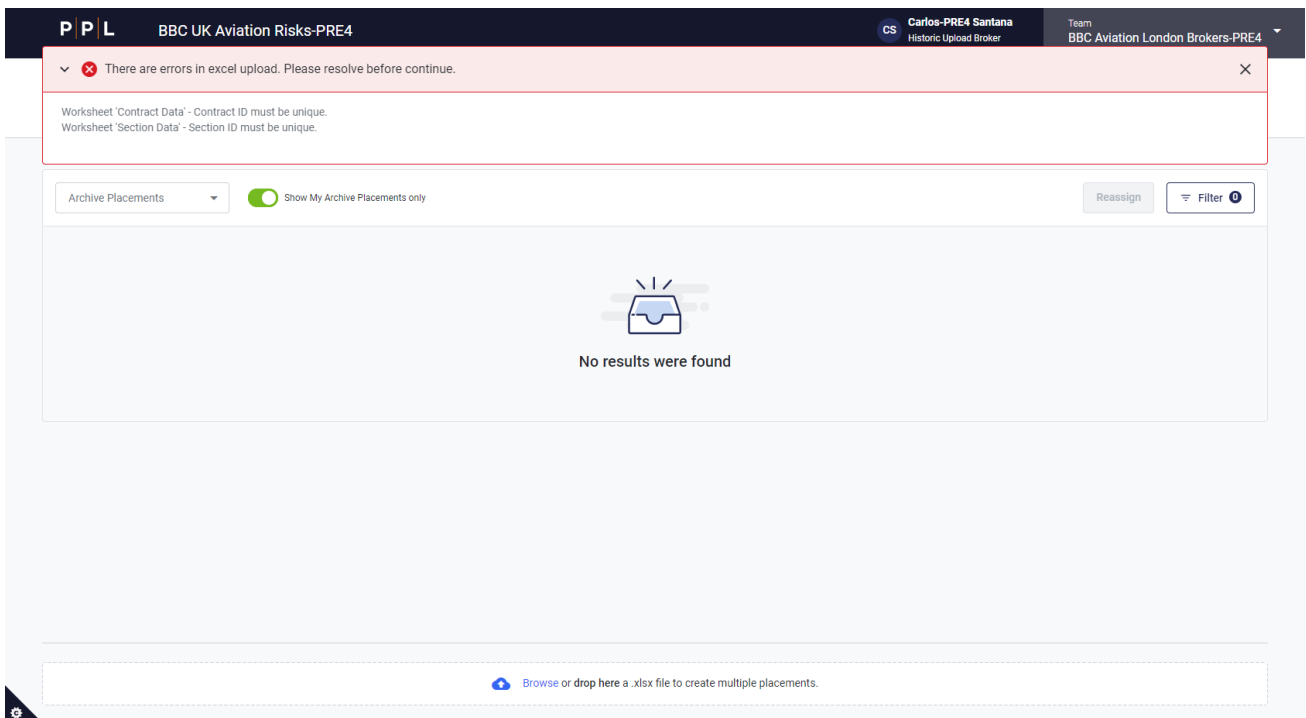 P|P|L
BBC UK Aviation Risks-PRE4
CS
Carlos-PRE4 Santana
Historic Upload Broker
Team
BBC Aviation London Brokers-PRE4
There are errors in excel upload. Please resolve before continue.
Worksheet 'Contract Data' - Contract ID must be unique.
Worksheet 'Section Data' - Section ID must be unique.
Archive Placements
Show My Archive Placements only
Reassign
Filter 0
No results were found
Browse or drop here a .xlsx file to create multiple placements.